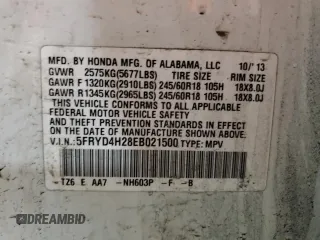 MFD. BY HONDA MFG. OF ALABAMA, LLC 10/'13
GVWR 2575KG(5677LBS) TIRE SIZE RIM SIZE
GAWR F 1320KG(2910LBS) 245/60R18 105H 18X8.0J
GAWR R 1345KG(2965LBS) 245/60R18 105H 18X8.0J
THIS VEHICLE CONFORMS TO ALL APPLICABLE
FEDERAL MOTOR VEHICLE SAFETY STANDARDS
IN EFFECT ON THE DATE OF MANUFACTURE
SHOWN ABOVE.
V.I.N.:5FRYD4H28EB021500 TYPE: MPV
TZ6 E AA7 -NH603P -F -B
© DREAMBID
DREAMBID.COM